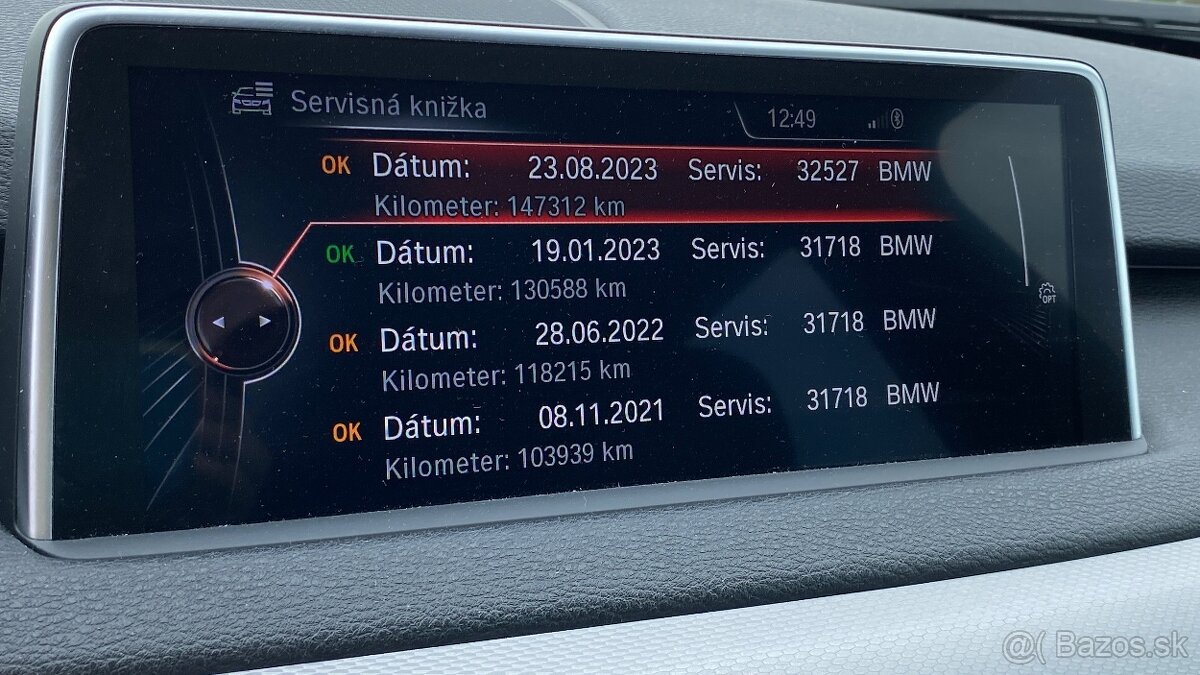 Servisná knižka
12:49
OK Dátum: 23.08.2023 Servis: 32527 BMW
Kilometer: 147312 km
OK Dátum: 19.01.2023 Servis: 31718 BMW
Kilometer: 130588 km
OPT
OK Dátum: 28.06.2022 Servis: 31718 BMW
Kilometer: 118215 km
OK Dátum: 08.11.2021 Servis: 31718 BMW
Kilometer: 103939 km
@( Bazos.sk